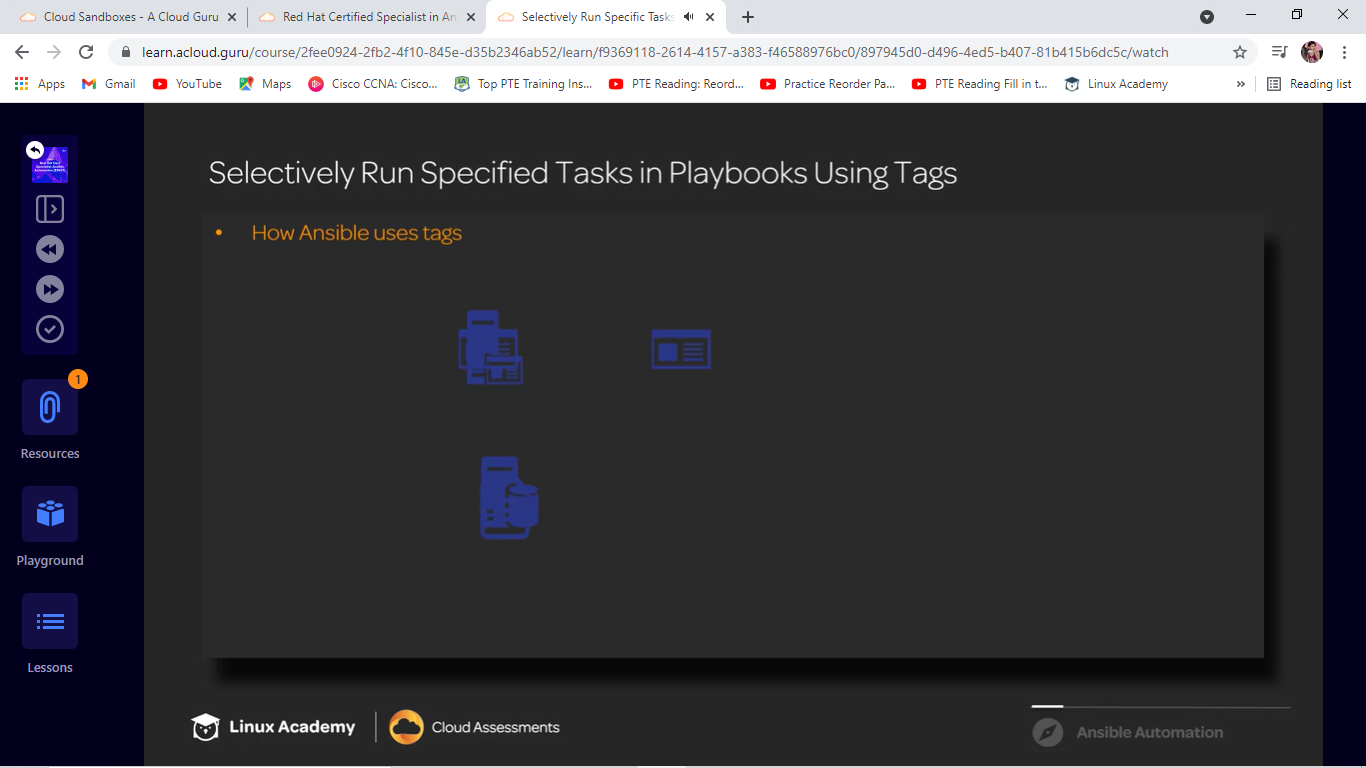 Cloud Sandboxes - A Cloud Guru
Red Hat Certified Specialist in An
Selectively Run Specific Tasks
learn.acloud.guru/course/2fee0924-2fb2-4f10-845e-d35b2346ab52/learn/f9369118-2614-4157-a383-f46588976bc0/897945d0-d496-4ed5-b407-81b415b6dc5c/watch
Apps Gmail YouTube Maps Cisco CCNA: Cisco... Top PTE Training Ins... PTE Reading: Reord... Practice Reorder Pa... PTE Reading Fill in t... Linux Academy » Reading list
Selectively Run Specified Tasks in Playbooks Using Tags
• How Ansible uses tags
1
Resources
Playground
Lessons
Linux Academy | Cloud Assessments
Ansible Automation